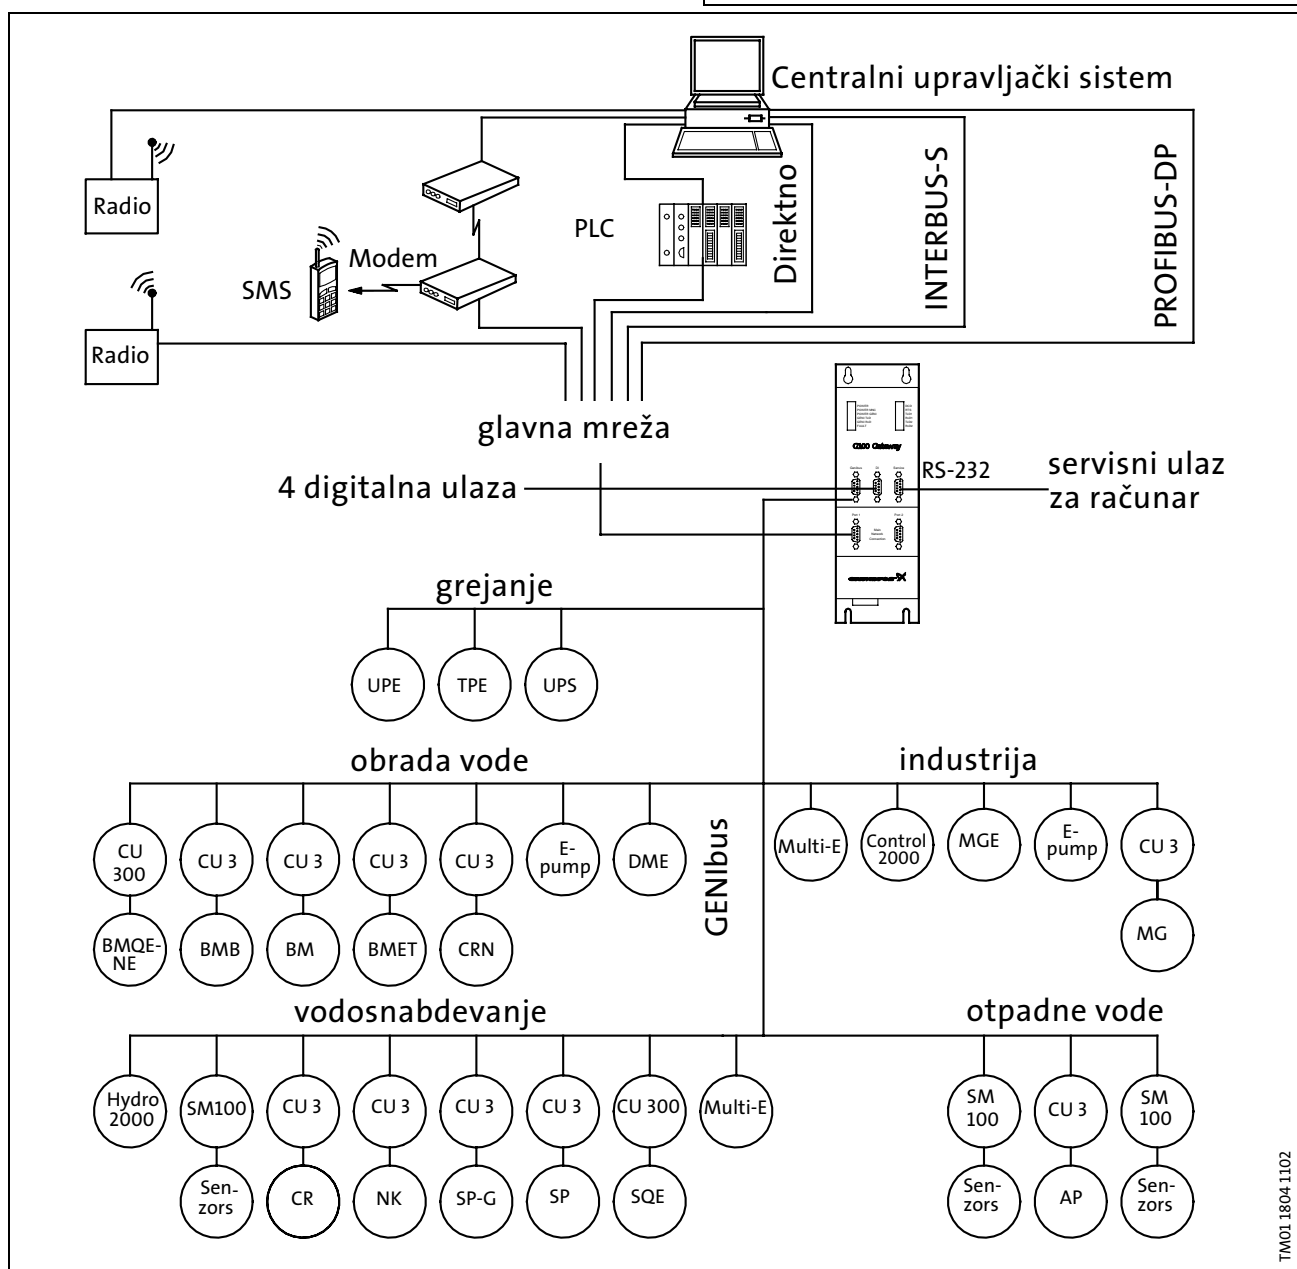 Centralni upravljački sistem
Radio
PLC
Direktno
INTERBUS-S
PROFIBUS-DP
Modem
SMS
Radio
glavna mreža
G100 Gateway
4 digitalna ulaza
RS-232
servisni ulaz
za računar
grejanje
UPE
TPE
UPS
obrada vode
industrija
GENIbus
CU
300
CU 3
CU 3
CU 3
CU 3
E-
pump
DME
Multi-E
Control
2000
MGE
E-
pump
CU 3
BMQE-
NE
BMB
BM
BMET
CRN
MG
vodosnabdevanje
otpadne vode
Hydro
2000
SM100
CU 3
CU 3
CU 3
CU 3
CU 300
Multi-E
SM
100
CU 3
SM
100
Sen-
zors
CR
NK
SP-G
SP
SQE
Sen-
zors
AP
Sen-
zors
TM01 1804 1102